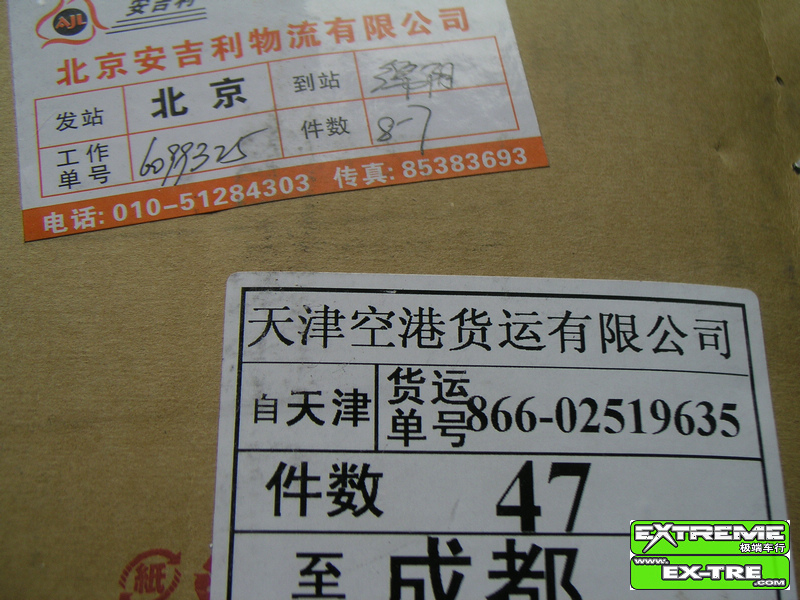 AJL 安吉利
北京安吉利物流有限公司
发站 北京 到站
工作单号 6099325 件数 8-7
电话: 010-51284303 传真: 85383693
天津空港货运有限公司
自天津 货运单号 866-02519635
件数 47
至 成都
紙
EXTREME
极端车行
www.
EX-TRE
.com